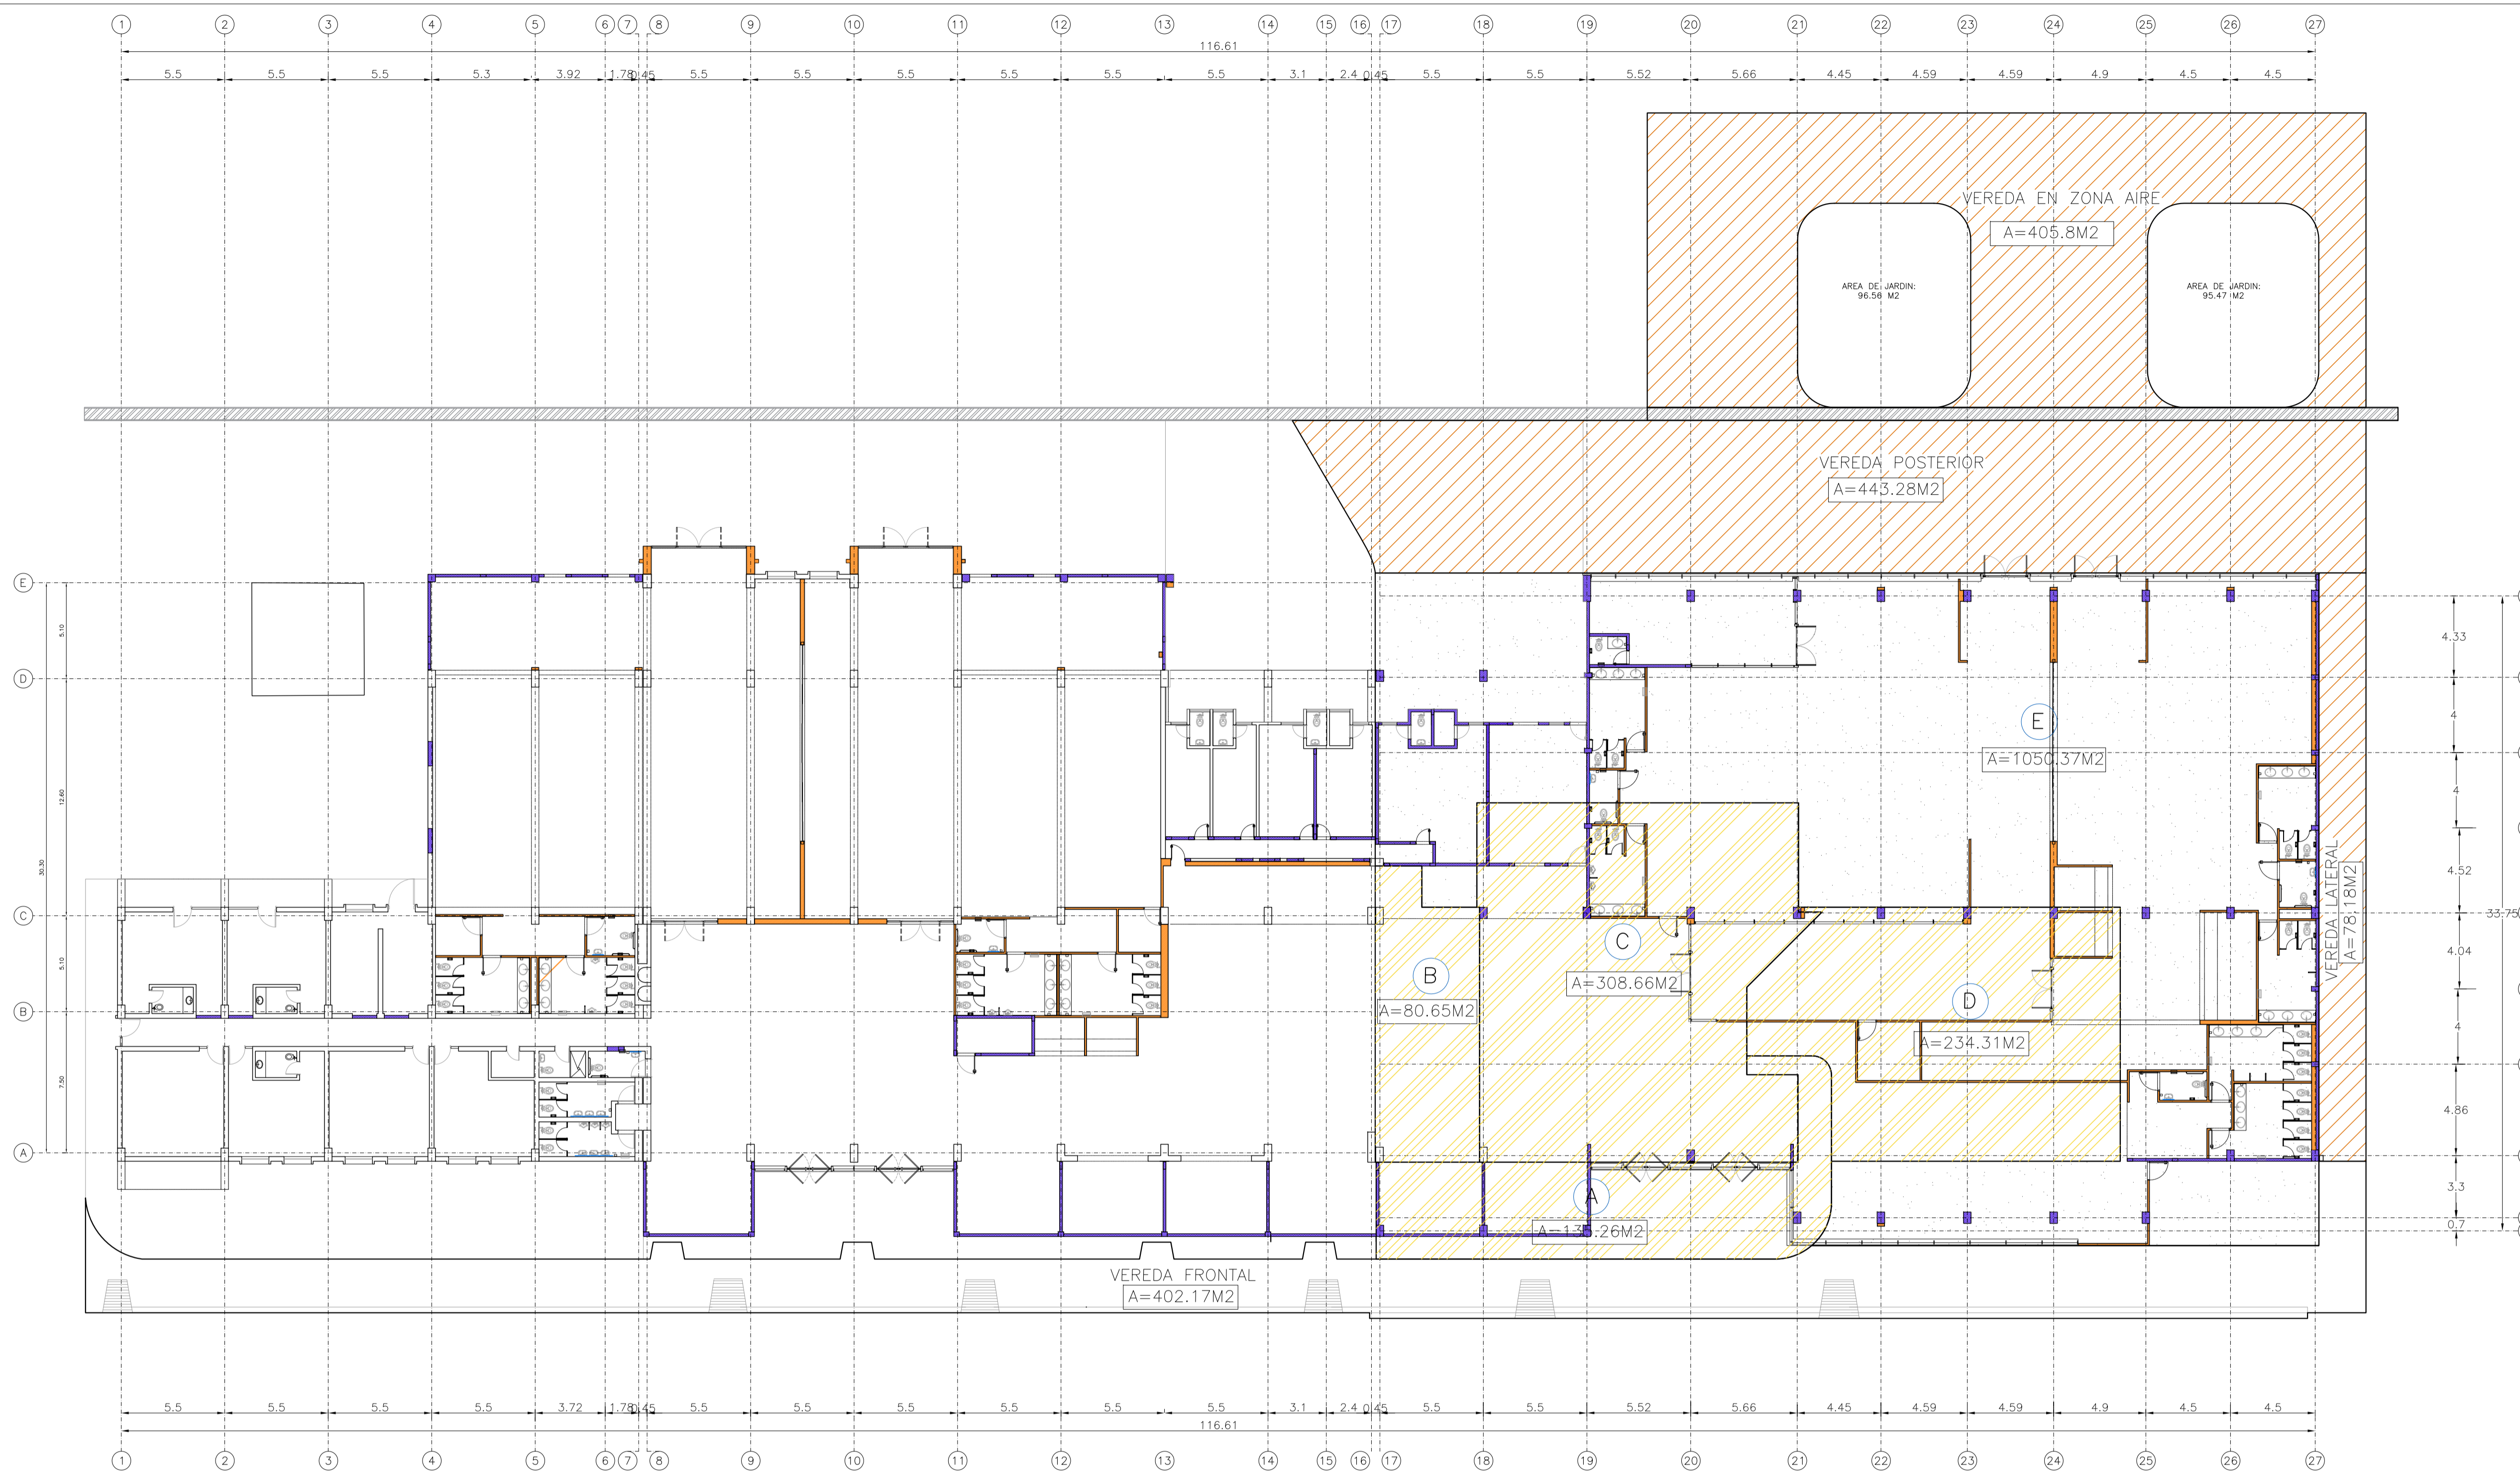 1 2 3 4 5 6 7 8 9 10 11 12 13 14 15 16 17 18 19 20 21 22 23 24 25 26 27
116.61
5.5 5.5 5.5 5.3 3.92 1.78 0.45 5.5 5.5 5.5 5.5 5.5 5.5 3.1 2.4 0.45 5.5 5.5 5.52 5.66 4.45 4.59 4.59 4.9 4.5 4.5
VEREDA EN ZONA AIRE
A=405.8M2
AREA DE JARDIN:
96.56 M2
AREA DE JARDIN:
95.47 M2
VEREDA POSTERIOR
A=443.28M2
E
5.10
4.33
D
4
E
A=1050.37M2
4
12.60
30.30
4.52
VEREDA LATERAL
A=78.18M2
C
33.75
C
A=308.66M2
4.04
5.10
B
A=80.65M2
D
A=234.31M2
B
4
7.50
4.86
A
3.3
A
0.7
VEREDA FRONTAL
A=402.17M2
5.5 5.5 5.5 5.5 3.72 1.78 0.45 5.5 5.5 5.5 5.5 5.5 5.5 3.1 2.4 0.45 5.5 5.5 5.52 5.66 4.45 4.59 4.59 4.9 4.5 4.5
116.61
1 2 3 4 5 6 7 8 9 10 11 12 13 14 15 16 17 18 19 20 21 22 23 24 25 26 27